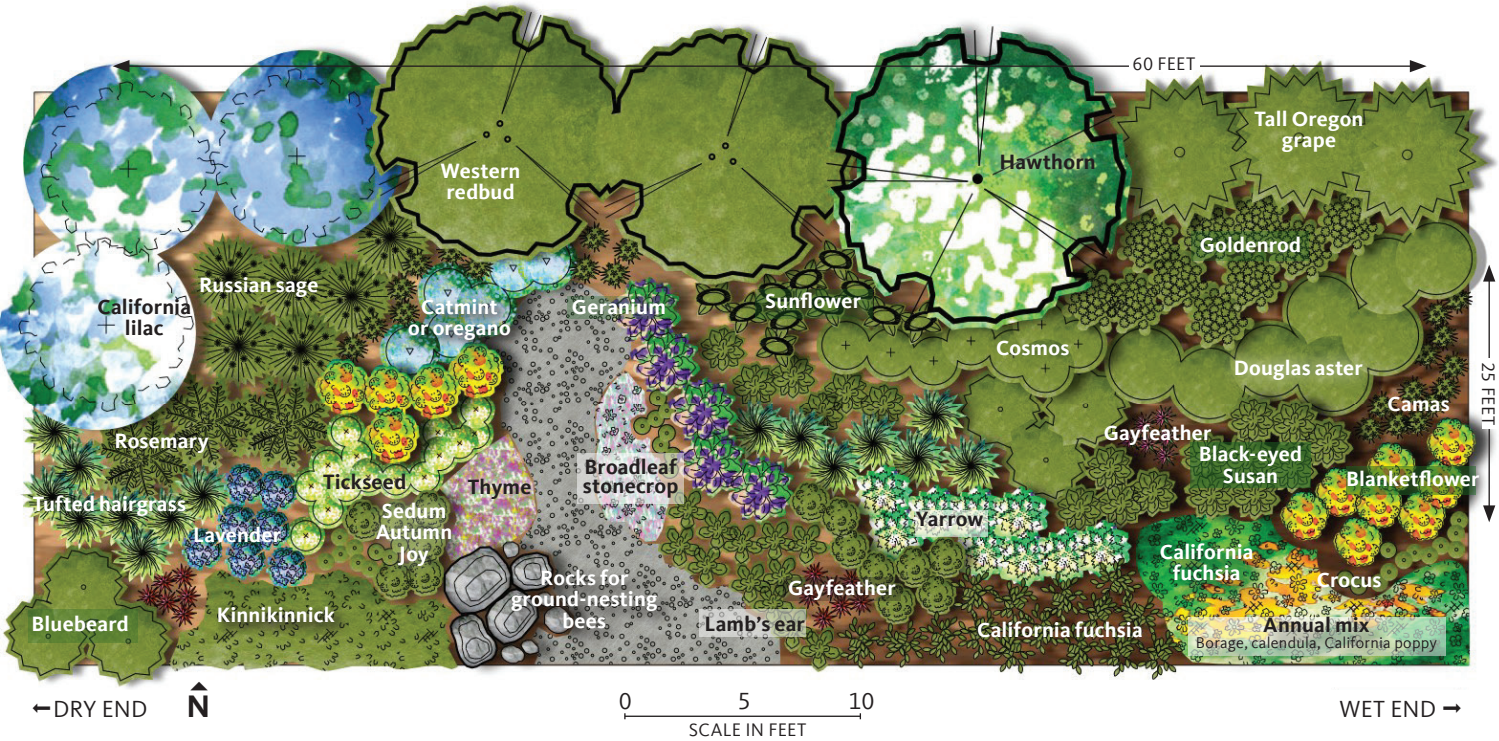 60 FEET
Tall Oregon
grape
Hawthorn
Western
redbud
Goldenrod
Russian sage
California
lilac
Catmint
or oregano
Geranium
Sunflower
Cosmos
Douglas aster
25 FEET
Camas
Rosemary
Gayfeather
Black-eyed
Susan
Blanketflower
Tickseed
Thyme
Broadleaf
stonecrop
Tufted hairgrass
Lavender
Sedum
Autumn
Joy
Yarrow
California
fuchsia
Crocus
Rocks for
ground-nesting
bees
Gayfeather
Bluebeard
Kinnikinnick
Lamb's ear
California fuchsia
Annual mix
Borage, calendula, California poppy
←DRY END
N
0 5 10
SCALE IN FEET
WET END →